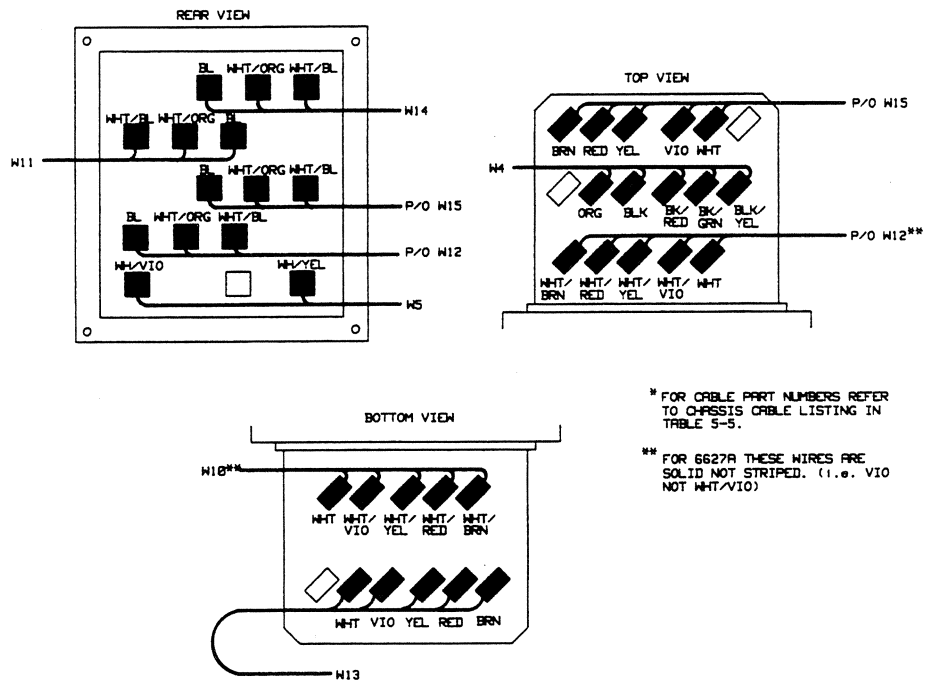 REAR VIEW
BL WHT/ORG WHT/BL
W14
WHT/BL WHT/ORG BL
W11
BL WHT/ORG WHT/BL
P/O W15
BL WHT/ORG WHT/BL
P/O W12
WH/VIO WH/YEL
W5
TOP VIEW
P/O W15
BRN RED YEL VIO WHT
W4
ORG BLK BK/RED BK/GRN BLK/YEL
P/O W12**
WHT/BRN WHT/RED WHT/YEL WHT/VIO WHT
BOTTOM VIEW
W10**
WHT WHT/VIO WHT/YEL WHT/RED WHT/BRN
WHT VIO YEL RED BRN
W13
* FOR CABLE PART NUMBERS REFER
TO CHASSIS CABLE LISTING IN
TABLE 5-5.
** FOR 6627A THESE WIRES ARE
SOLID NOT STRIPED. (i.e. VIO
NOT WHT/VIO)